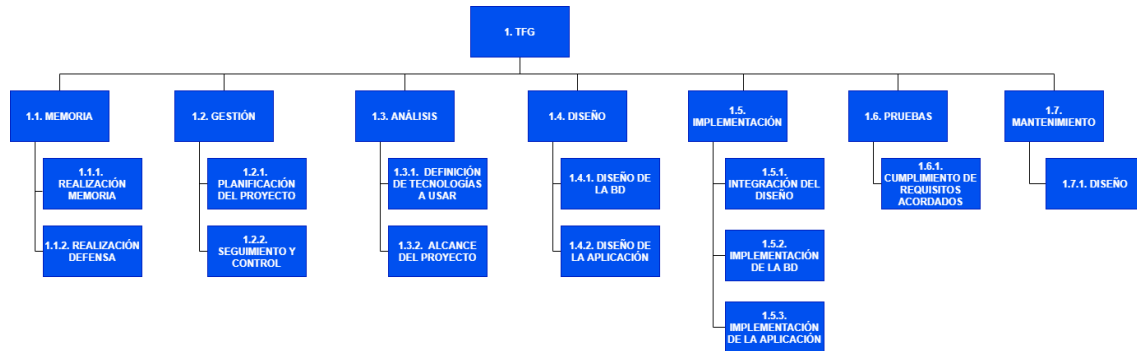 1. TFG
1.1. MEMORIA
1.2. GESTIÓN
1.3. ANÁLISIS
1.4. DISEÑO
1.5.
IMPLEMENTACIÓN
1.6. PRUEBAS
1.7.
MANTENIMIENTO
1.1.1.
REALIZACIÓN
MEMORIA
1.1.2. REALIZACIÓN
DEFENSA
1.2.1.
PLANIFICACIÓN
DEL PROYECTO
1.2.2.
SEGUIMIENTO Y
CONTROL
1.3.1. DEFINICIÓN
DE TECNOLOGÍAS
A USAR
1.3.2. ALCANCE
DEL PROYECTO
1.4.1. DISEÑO DE
LA BD
1.4.2. DISEÑO DE
LA APLICACIÓN
1.5.1.
INTEGRACIÓN DEL
DISEÑO
1.5.2.
IMPLEMENTACIÓN
DE LA BD
1.5.3.
IMPLEMENTACIÓN
DE LA APLICACIÓN
1.6.1.
CUMPLIMIENTO DE
REQUISITOS
ACORDADOS
1.7.1. DISEÑO